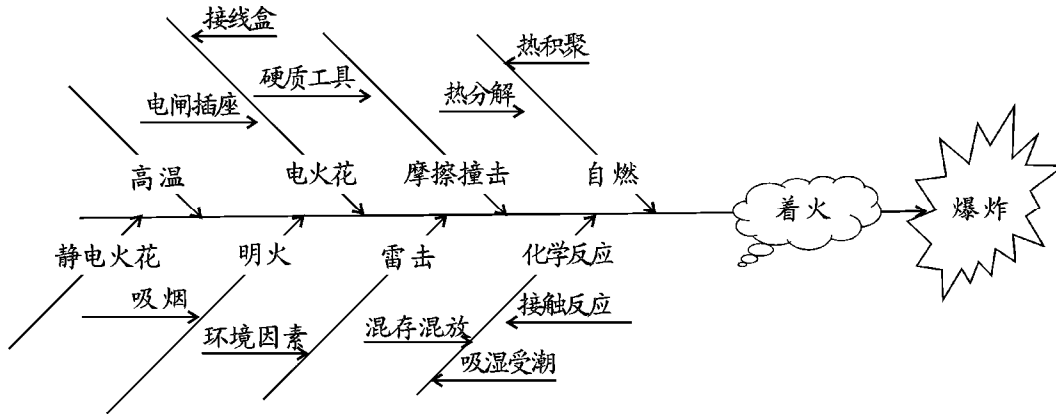 接线盒
热积聚
硬质工具
热分解
电闸插座
高温
电火花
摩擦撞击
自燃
着火
爆炸
静电火花
明火
雷击
化学反应
吸烟
接触反应
环境因素
混存混放
吸湿受潮